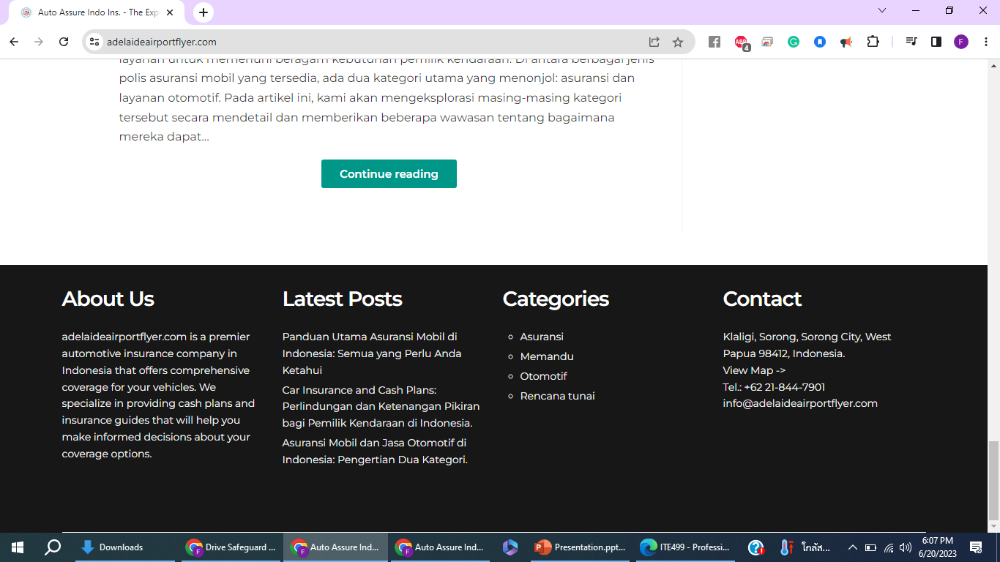 Auto Assure Indo Ins. - The Exp
adelaideairportflyer.com
ABP
4
G
F
layanan untuk memenuhi beragam kebutuhan pemilik kendaraan. Di antara berbagai jenis
polis asuransi mobil yang tersedia, ada dua kategori utama yang menonjol: asuransi dan
layanan otomotif. Pada artikel ini, kami akan mengeksplorasi masing-masing kategori
tersebut secara mendetail dan memberikan beberapa wawasan tentang bagaimana
mereka dapat...
Continue reading
About Us
adelaideairportflyer.com is a premier
automotive insurance company in
Indonesia that offers comprehensive
coverage for your vehicles. We
specialize in providing cash plans and
insurance guides that will help you
make informed decisions about your
coverage options.
Latest Posts
Panduan Utama Asuransi Mobil di
Indonesia: Semua yang Perlu Anda
Ketahui
Car Insurance and Cash Plans:
Perlindungan dan Ketenangan Pikiran
bagi Pemilik Kendaraan di Indonesia.
Asuransi Mobil dan Jasa Otomotif di
Indonesia: Pengertian Dua Kategori.
Categories
Asuransi
Memandu
Otomotif
Rencana tunai
Contact
Klaligi, Sorong, Sorong City, West
Papua 98412, Indonesia.
View Map ->
Tel.: +62 21-844-7901
info@adelaideairportflyer.com
Downloads
Drive Safeguard ...
Auto Assure Ind...
Auto Assure Ind...
Presentation.ppt...
ITE499 - Professi...
โกลัส...
6:07 PM
6/20/2023